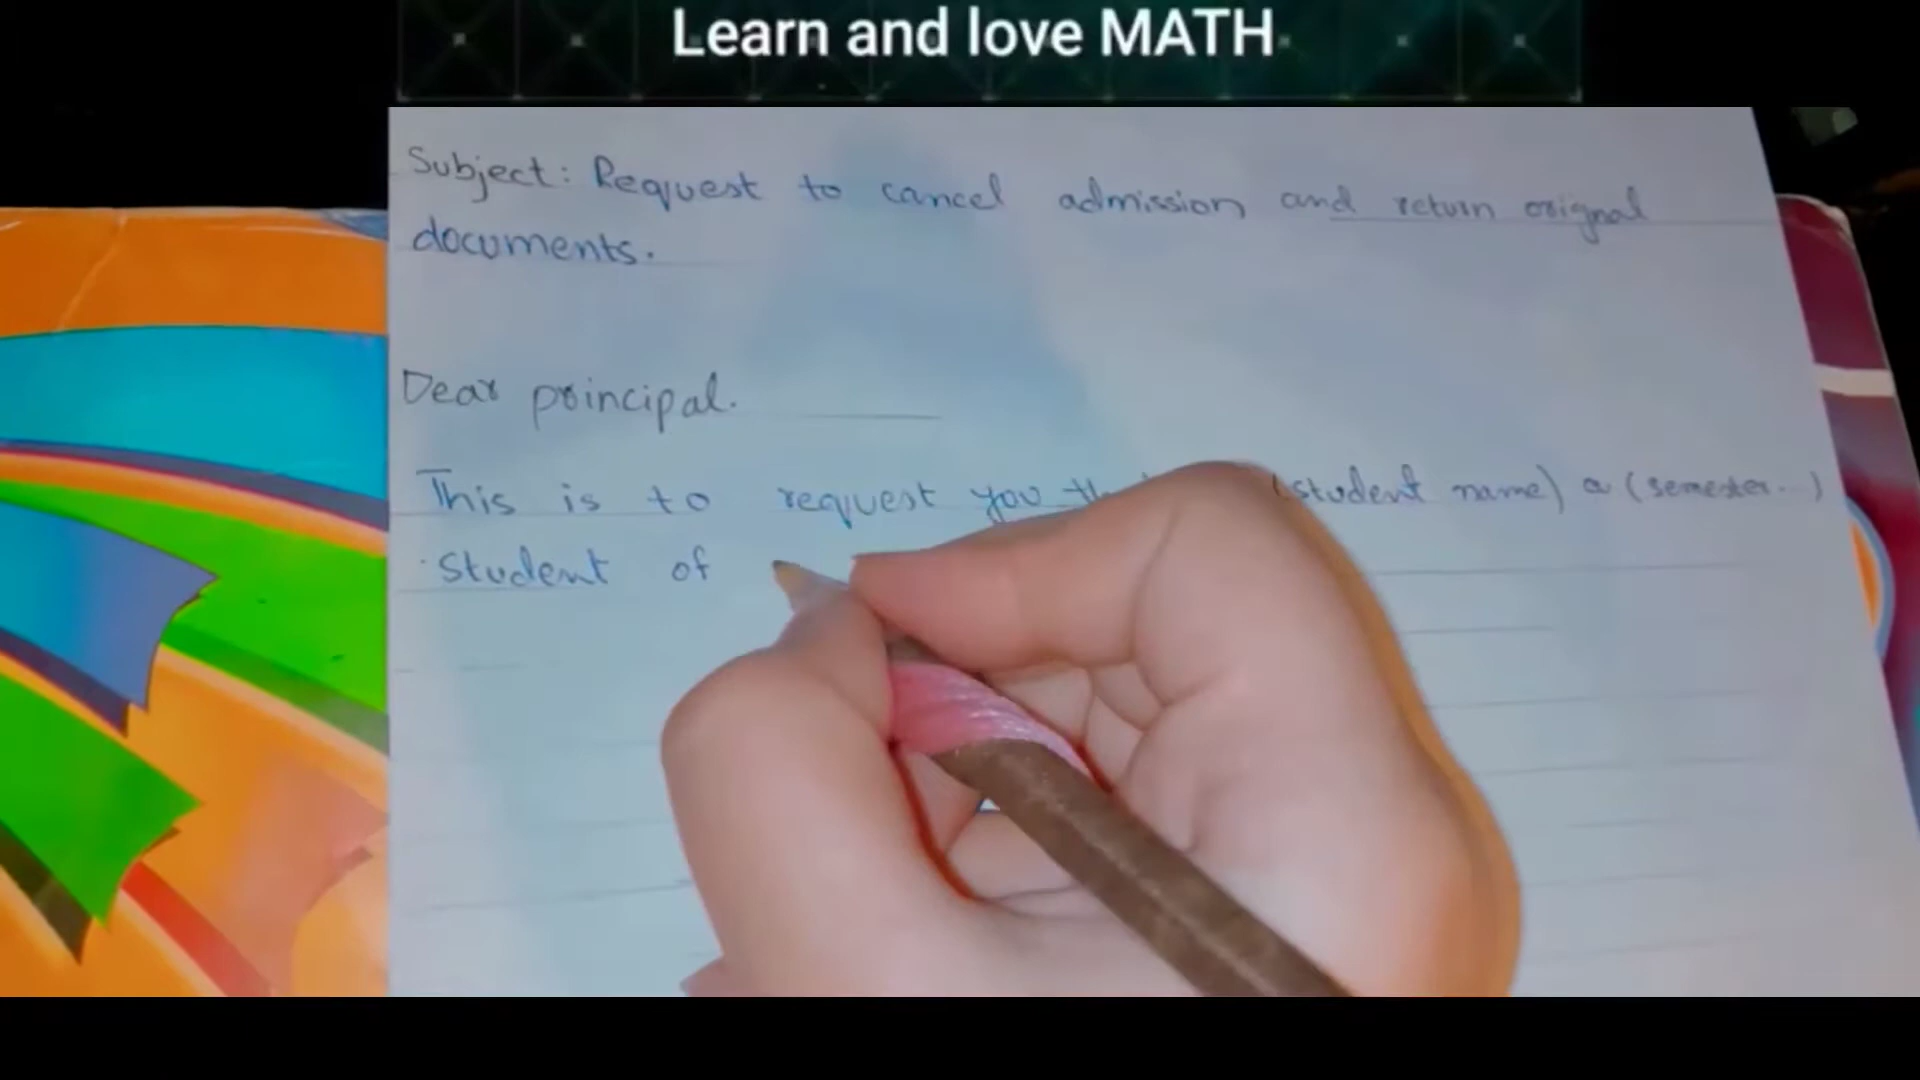 Learn and love MATH
Subject: Request to cancel admission and return orignal
documents.
Dear principal.
This is to request you (student name) a (semester..)
student of